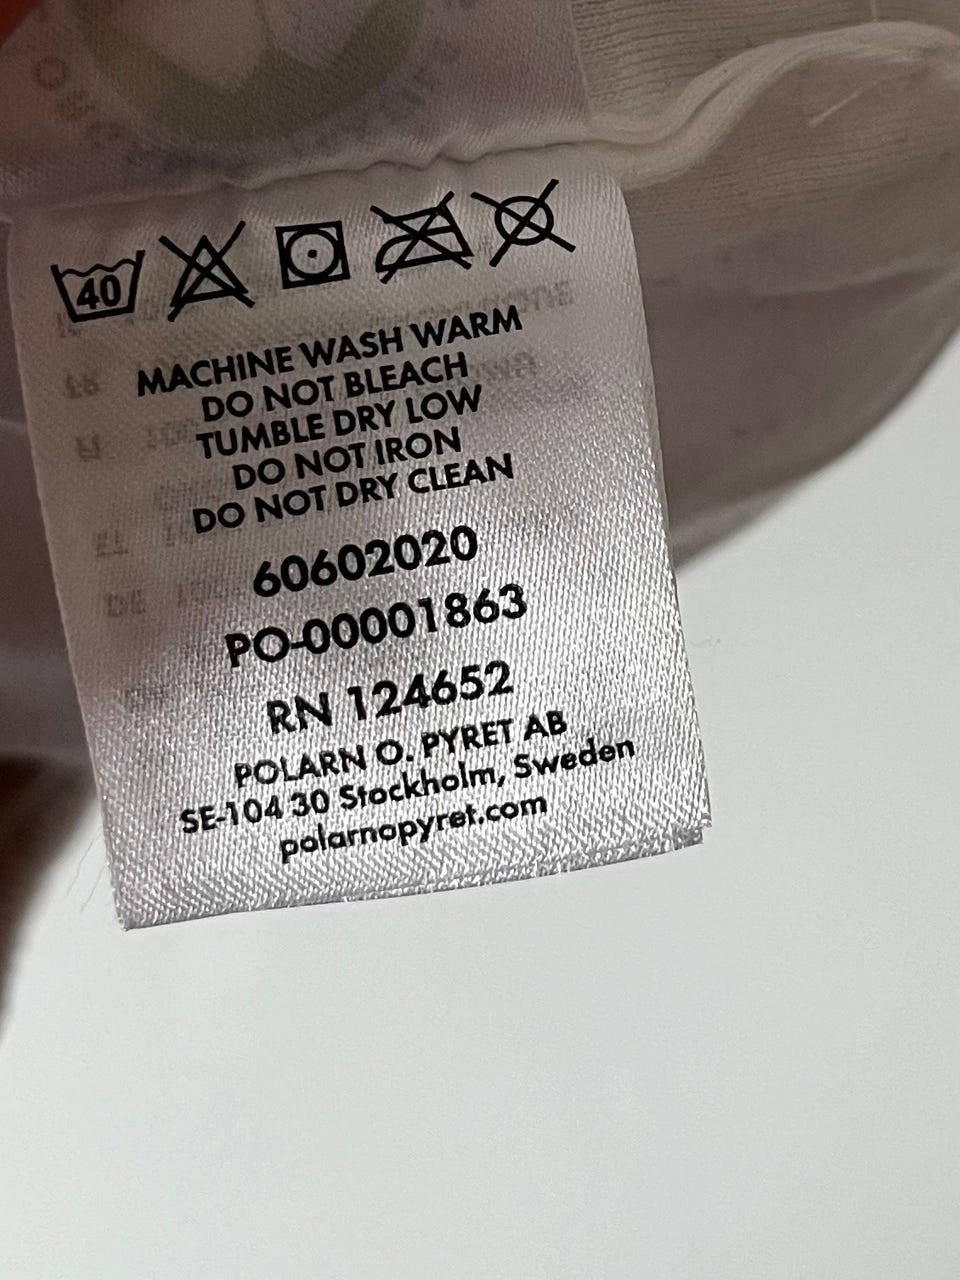 40
MACHINE WASH WARM
DO NOT BLEACH
TUMBLE DRY LOW
DO NOT IRON
DO NOT DRY CLEAN
60602020
PO-00001863
RN 124652
POLARN O. PYRET AB
SE-104 30 Stockholm, Sweden
polarnopyret.com